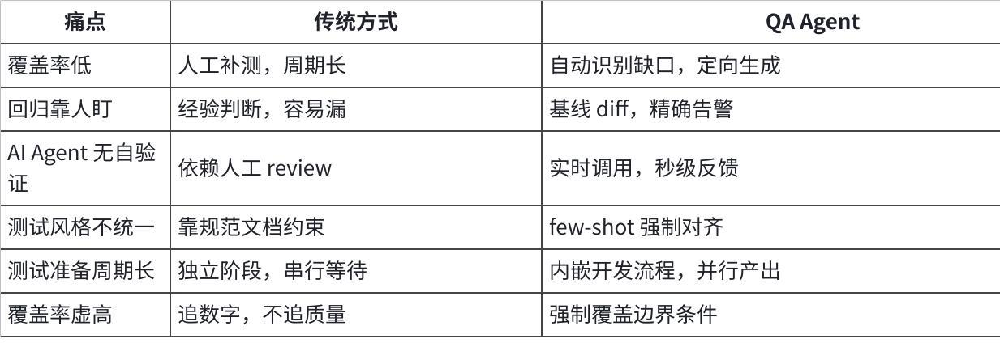 痛点 传统方式 QA Agent
覆盖率低 人工补测，周期长 自动识别缺口，定向生成
回归靠人盯 经验判断，容易漏 基线 diff，精确告警
AI Agent 无自验
证 依赖人工 review 实时调用，秒级反馈
测试风格不统一 靠规范文档约束 few-shot 强制对齐
测试准备周期长 独立阶段，串行等待 内嵌开发流程，并行产出
覆盖率虚高 追数字，不追质量 强制覆盖边界条件